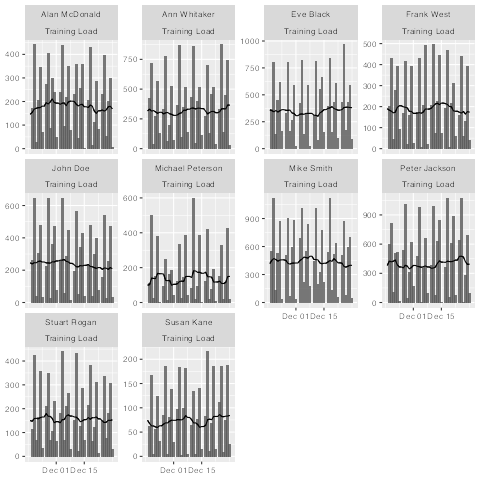 Alan McDonald Ann Whitaker Eve Black Frank West
Training Load Training Load Training Load Training Load
400 300 200 100 0
750 500 250 0
1000 750 500 250 0
500 400 300 200 100 0
John Doe Michael Peterson Mike Smith Peter Jackson
Training Load Training Load Training Load Training Load
600 400 200 0
600 400 200 0
900 600 300 0
900 600 300 0
Dec 01 Dec 15 Dec 01 Dec 15
Stuart Rogan Susan Kane
Training Load Training Load
400 300 200 100 0
200 150 100 50 0
Dec 01 Dec 15 Dec 01 Dec 15